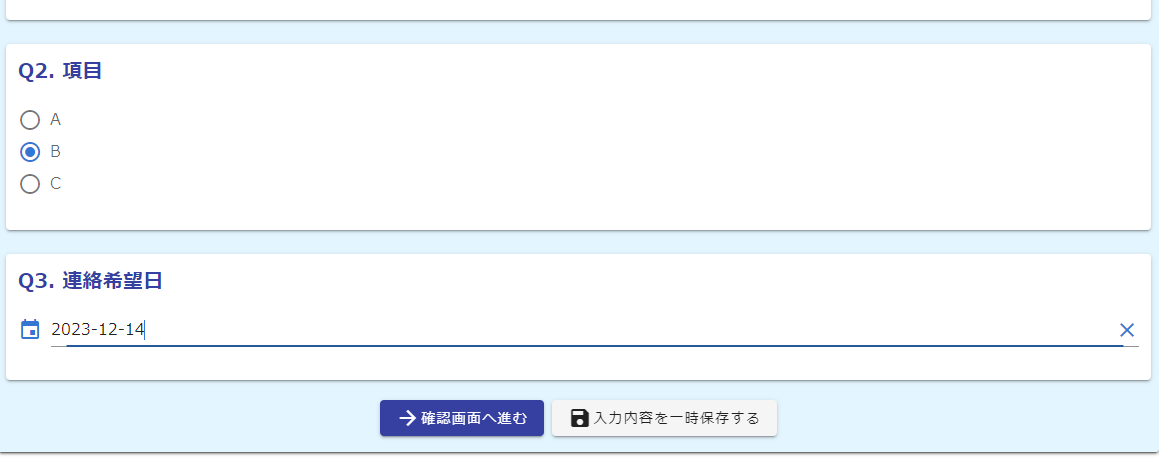 Q2. 項目
A
B
C
Q3. 連絡希望日
2023-12-14
確認画面へ進む
入力内容を一時保存する